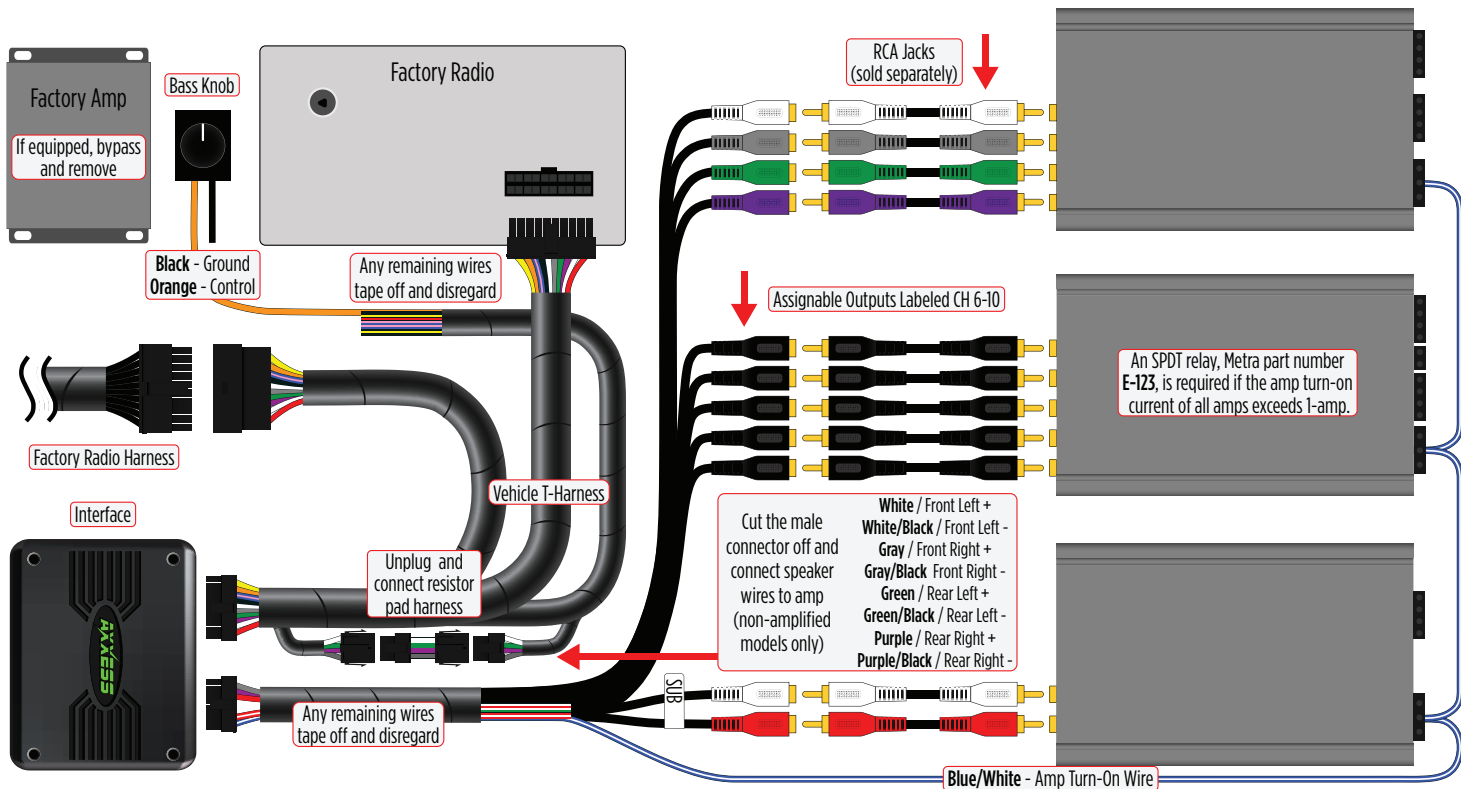 Factory Amp
If equipped, bypass
and remove
Bass Knob
Factory Radio
RCA Jacks
(sold separately)
Black - Ground
Orange - Control
Any remaining wires
tape off and disregard
Assignable Outputs Labeled CH 6-10
An SPDT relay, Metra part number
E-123, is required if the amp turn-on
current of all amps exceeds 1-amp.
Factory Radio Harness
Vehicle T-Harness
Interface
AXXESS
Unplug and
connect resistor
pad harness
Cut the male
connector off and
connect speaker
wires to amp
(non-amplified
models only)
White / Front Left +
White/Black / Front Left -
Gray / Front Right +
Gray/Black Front Right -
Green / Rear Left +
Green/Black / Rear Left -
Purple / Rear Right +
Purple/Black / Rear Right -
SUB
Any remaining wires
tape off and disregard
Blue/White - Amp Turn-On Wire